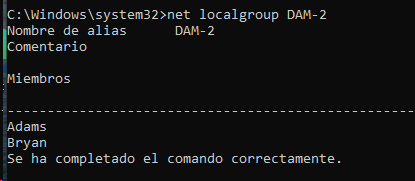 C:\Windows\system32>net localgroup DAM-2
Nombre de alias      DAM-2
Comentario
Miembros
-------------------------------------------------
Adams
Bryan
Se ha completado el comando correctamente.